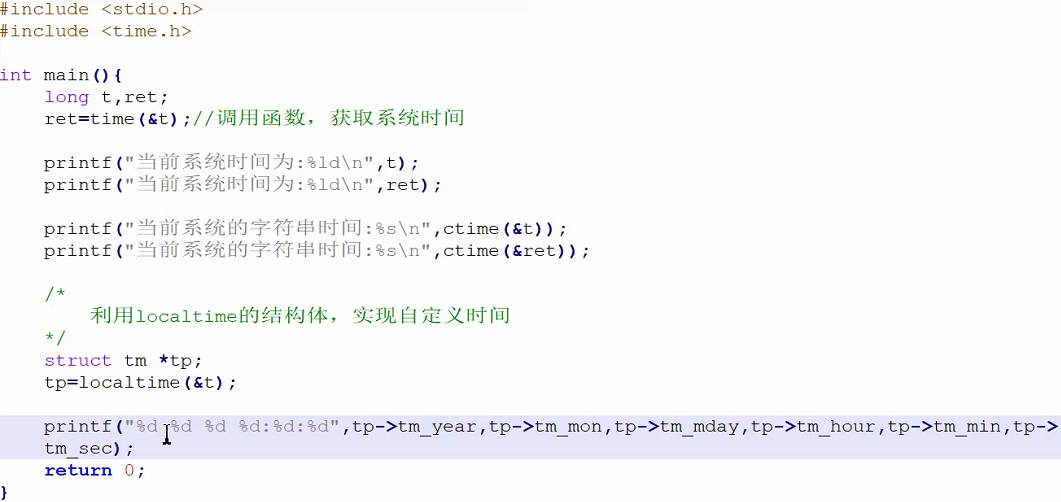 #include <stdio.h>
#include <time.h>
int main(){
long t,ret;
ret=time(&t);//调用函数，获取系统时间
printf("当前系统时间为:%ld\n",t);
printf("当前系统时间为:%ld\n",ret);
printf("当前系统的字符串时间:%s\n",ctime(&t));
printf("当前系统的字符串时间:%s\n",ctime(&ret));
/*
利用localtime的结构体，实现自定义时间
*/
struct tm *tp;
tp=localtime(&t);
printf("%d %d %d %d:%d:%d",tp->tm_year,tp->tm_mon,tp->tm_mday,tp->tm_hour,tp->tm_min,tp->
tm_sec);
return 0;
}